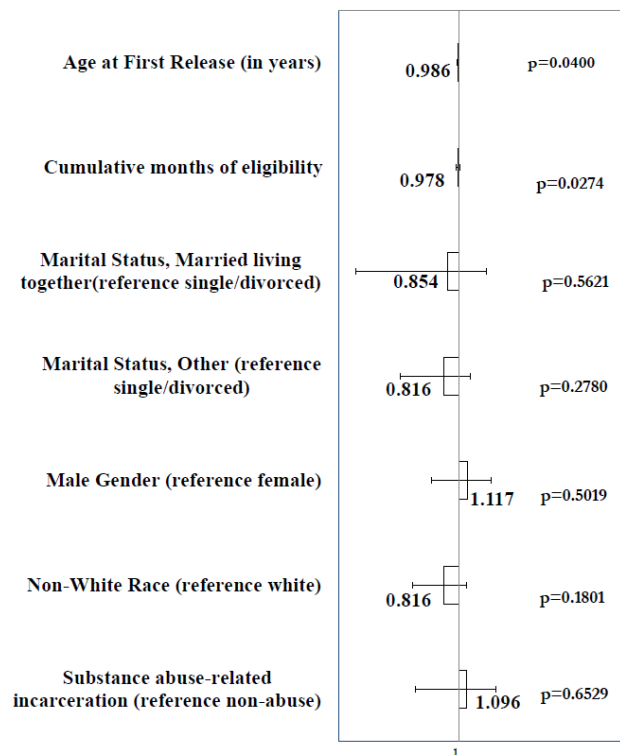 Age at First Release (in years)
0.986
p=0.0400
Cumulative months of eligibility
0.978
p=0.0274
Marital Status, Married living
together(reference single/divorced)
0.854
p=0.5621
Marital Status, Other (reference
single/divorced)
0.816
p=0.2780
Male Gender (reference female)
1.117
p=0.5019
Non-White Race (reference white)
0.816
p=0.1801
Substance abuse-related
incarceration (reference non-abuse)
1.096
p=0.6529
1